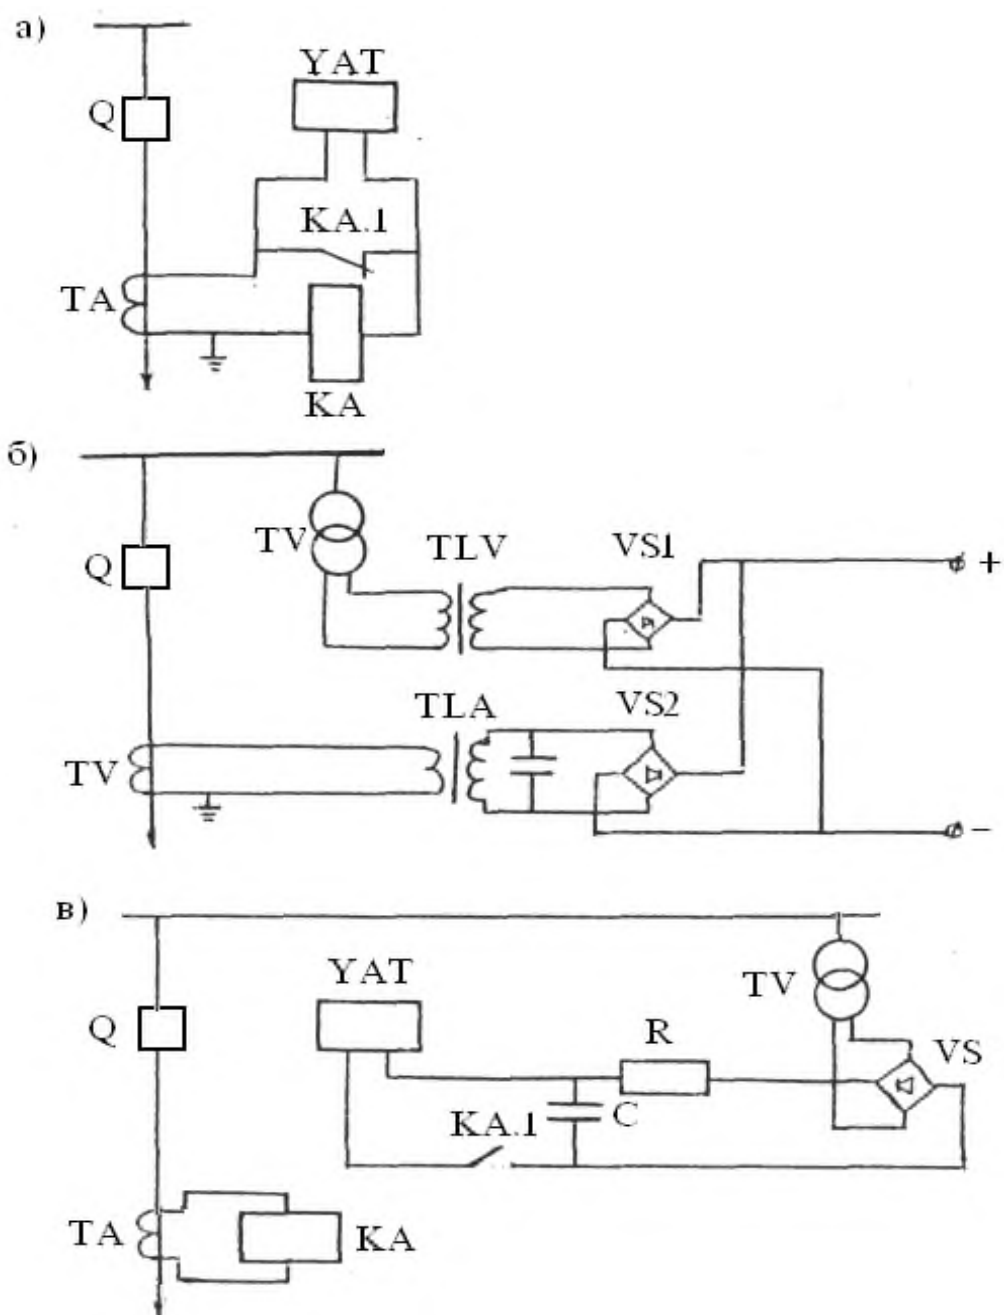 а)
YAT
Q
KA.1
TA
KA
б)
TV
TLV
VS1
Q
+
TLA
VS2
TV
-
в)
YAT
TV
Q
R
VS
KA.1
C
TA
KA